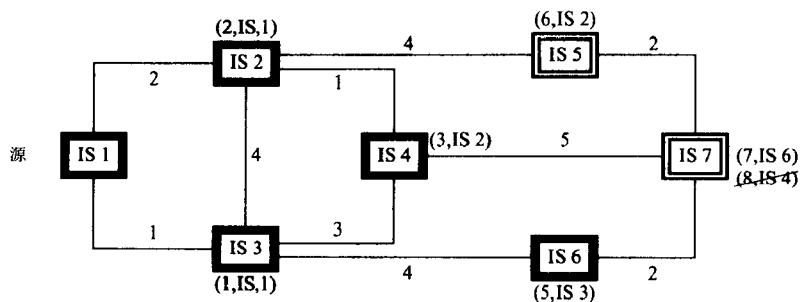 (2,IS,1)
(6,IS 2)
IS 2
4
IS 5
2
2
1
源
IS 1
4
IS 4
(3,IS 2)
5
IS 7
(7,IS 6)
(8,IS 4)
1
IS 3
3
4
IS 6
2
(1,IS,1)
(5,IS 3)